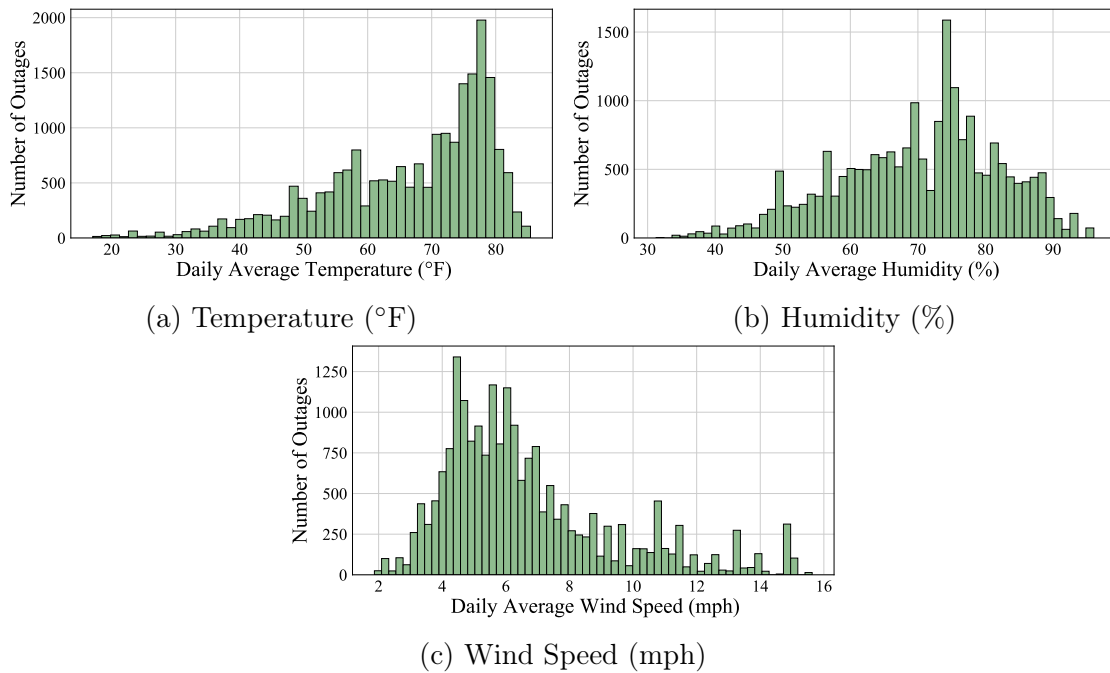 2000
1500
1000
500
0
Number of Outages
20 30 40 50 60 70 80
Daily Average Temperature (°F)
(a) Temperature (°F)
1500
1000
500
0
Number of Outages
30 40 50 60 70 80 90
Daily Average Humidity (%)
(b) Humidity (%)
1250
1000
750
500
250
0
Number of Outages
2 4 6 8 10 12 14 16
Daily Average Wind Speed (mph)
(c) Wind Speed (mph)